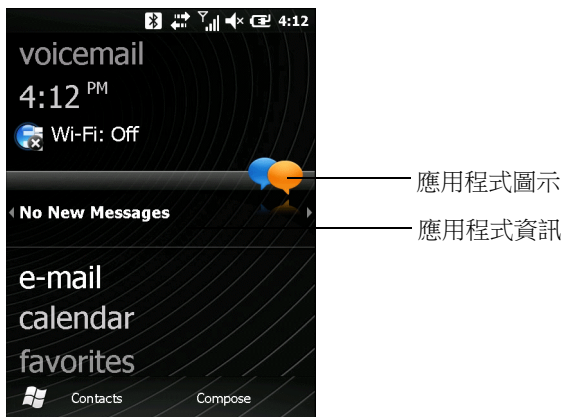 4:12
voicemail
4:12 PM
Wi-Fi: Off
應用程式圖示
No New Messages
應用程式資訊
e-mail
calendar
favorites
Contacts Compose